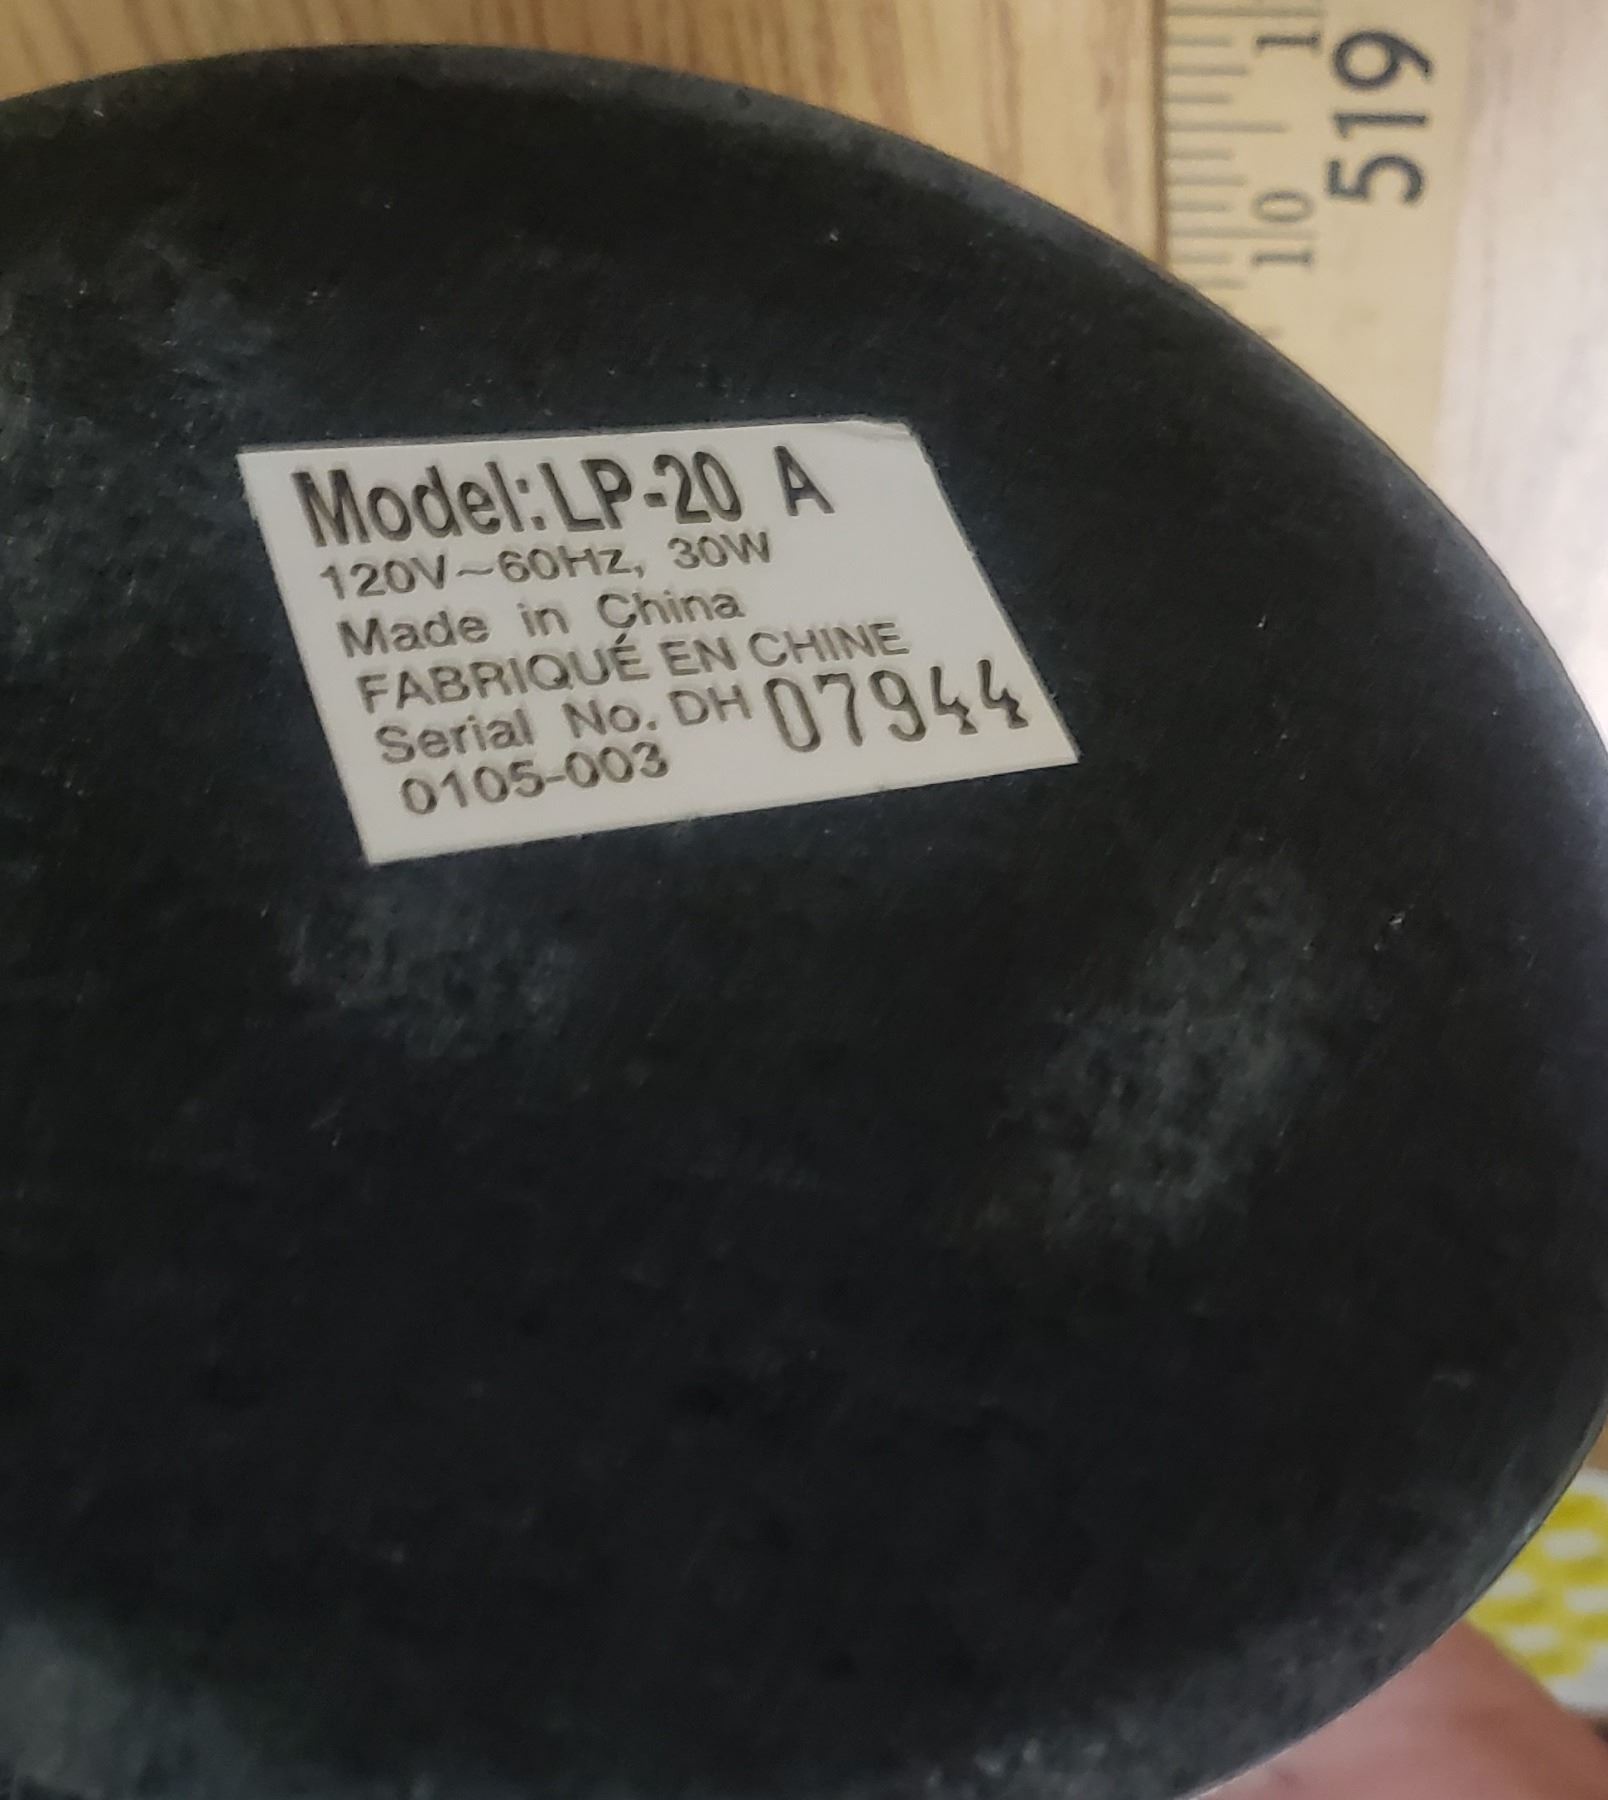 Model: LP-20 A
120V~60Hz, 30W
Made in China
FABRIQUÉ EN CHINE
Serial No. DH 07944
0105-003
519
11
10